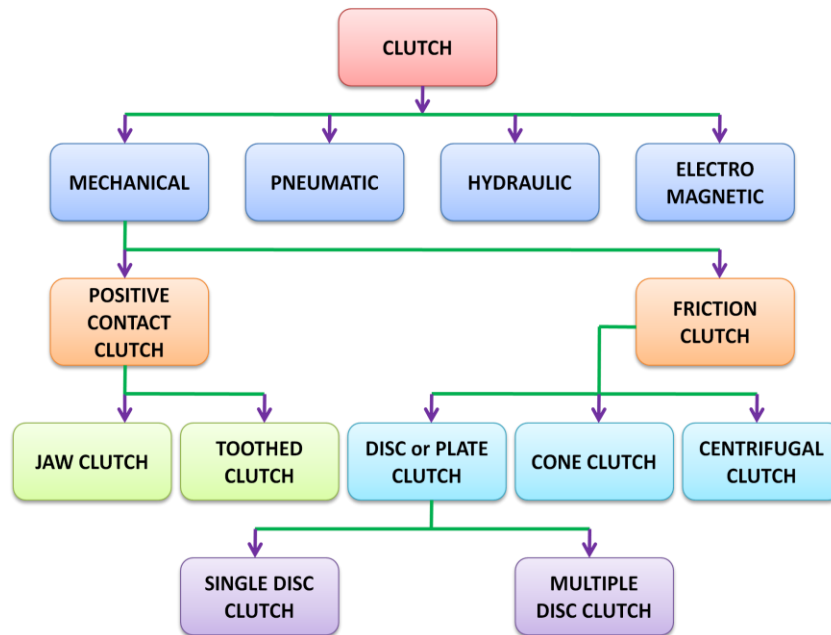 CLUTCH
MECHANICAL
PNEUMATIC
HYDRAULIC
ELECTRO
MAGNETIC
POSITIVE
CONTACT
CLUTCH
FRICTION
CLUTCH
JAW CLUTCH
TOOTHED
CLUTCH
DISC or PLATE
CLUTCH
CONE CLUTCH
CENTRIFUGAL
CLUTCH
SINGLE DISC
CLUTCH
MULTIPLE
DISC CLUTCH